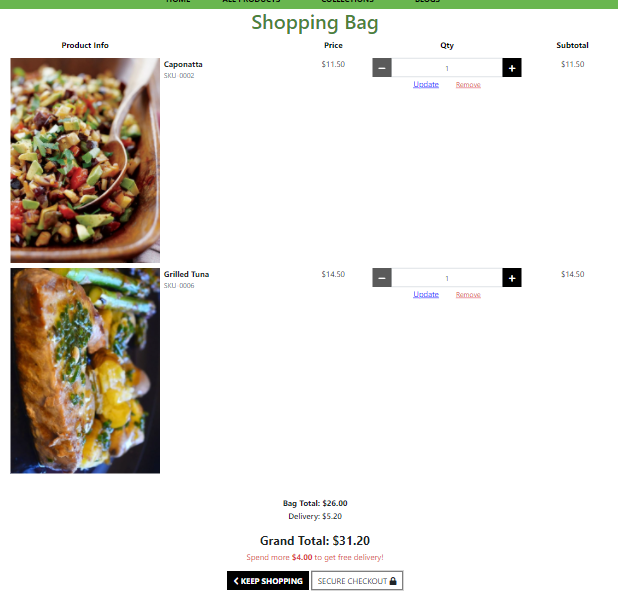 HOME ALL PRODUCTS COLLECTIONS BLOGS
Shopping Bag
Product Info Price Qty Subtotal
Caponatta $11.50 − 1 + $11.50
SKU: 0002
Update Remove
Grilled Tuna $14.50 − 1 + $14.50
SKU: 0006
Update Remove
Bag Total: $26.00
Delivery: $5.20
Grand Total: $31.20
Spend more $4.00 to get free delivery!
KEEP SHOPPING SECURE CHECKOUT